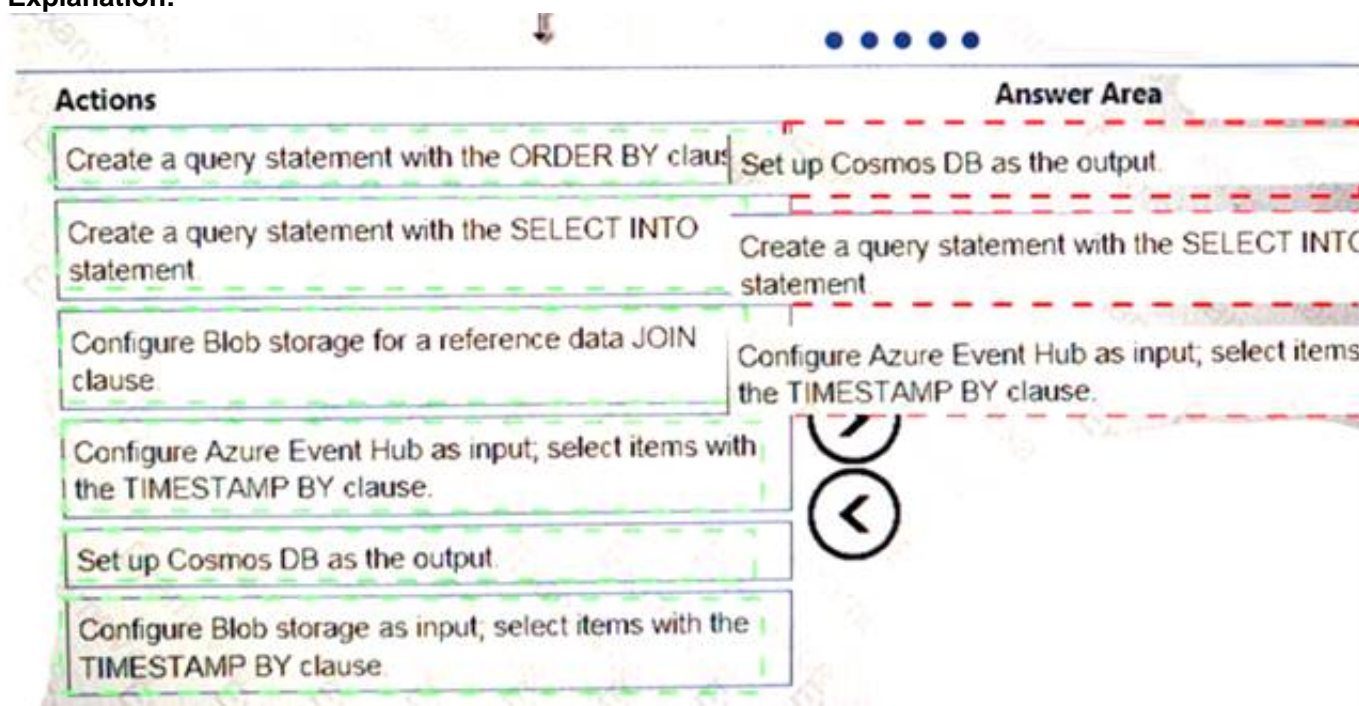 Explanation:
Actions
Answer Area
Create a query statement with the ORDER BY claus
Set up Cosmos DB as the output.
Create a query statement with the SELECT INTO
statement.
Create a query statement with the SELECT INTO
statement.
Configure Blob storage for a reference data JOIN
clause.
Configure Azure Event Hub as input; select items
the TIMESTAMP BY clause.
Configure Azure Event Hub as input; select items with
the TIMESTAMP BY clause.
Set up Cosmos DB as the output.
Configure Blob storage as input; select items with the
TIMESTAMP BY clause.